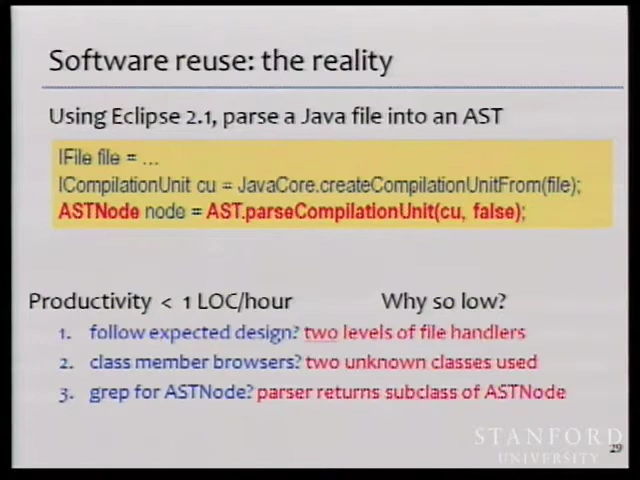 Software reuse: the reality
Using Eclipse 2.1, parse a Java file into an AST
IFile file = ...
ICompilationUnit cu = JavaCore.createCompilationUnitFrom(file);
ASTNode node = AST.parseCompilationUnit(cu, false);
Productivity < 1 LOC/hour Why so low?
1. follow expected design? two levels of file handlers
2. class member browsers? two unknown classes used
3. grep for ASTNode? parser returns subclass of ASTNode
STANFORD
UNIVERSITY
29